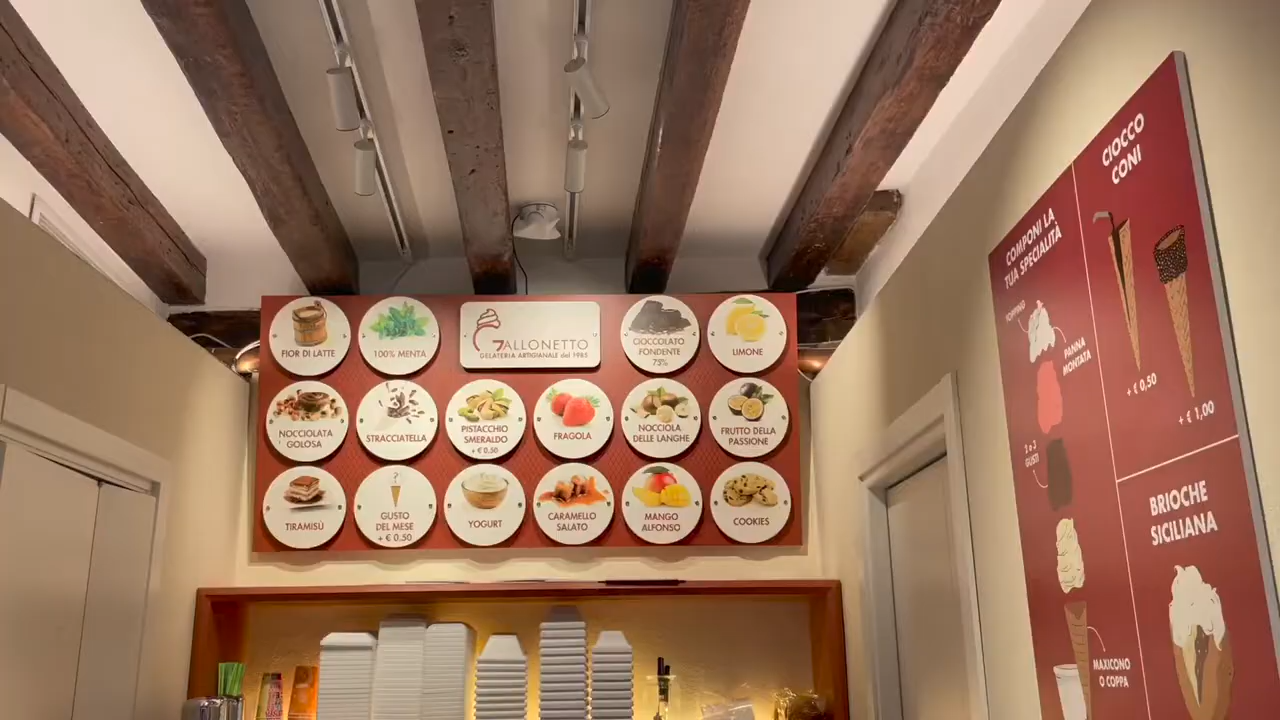 FIOR DI LATTE
100% MENTA
GALLONETTO
GELATERIA ARTIGIANALE dal 1985
CIOCCOLATO
FONDENTE
75%
LIMONE
NOCCIOLATA
GOLOSA
STRACCIATELLA
PISTACCHIO
SMERALDO
+ € 0.50
FRAGOLA
NOCCIOLA
DELLE LANGHE
FRUTTO DELLA
PASSIONE
TIRAMISÙ
?
GUSTO
DEL MESE
+ € 0.50
YOGURT
CARAMELLO
SALATO
MANGO
ALFONSO
COOKIES
COMPONI LA
TUA SPECIALITÀ
TOPPING
PANNA
MONTATA
1 o 2
GUSTI
MAXICONO
O COPPA
CIOCCO
CONI
+ € 0,50
+ € 1,00
BRIOCHE
SICILIANA